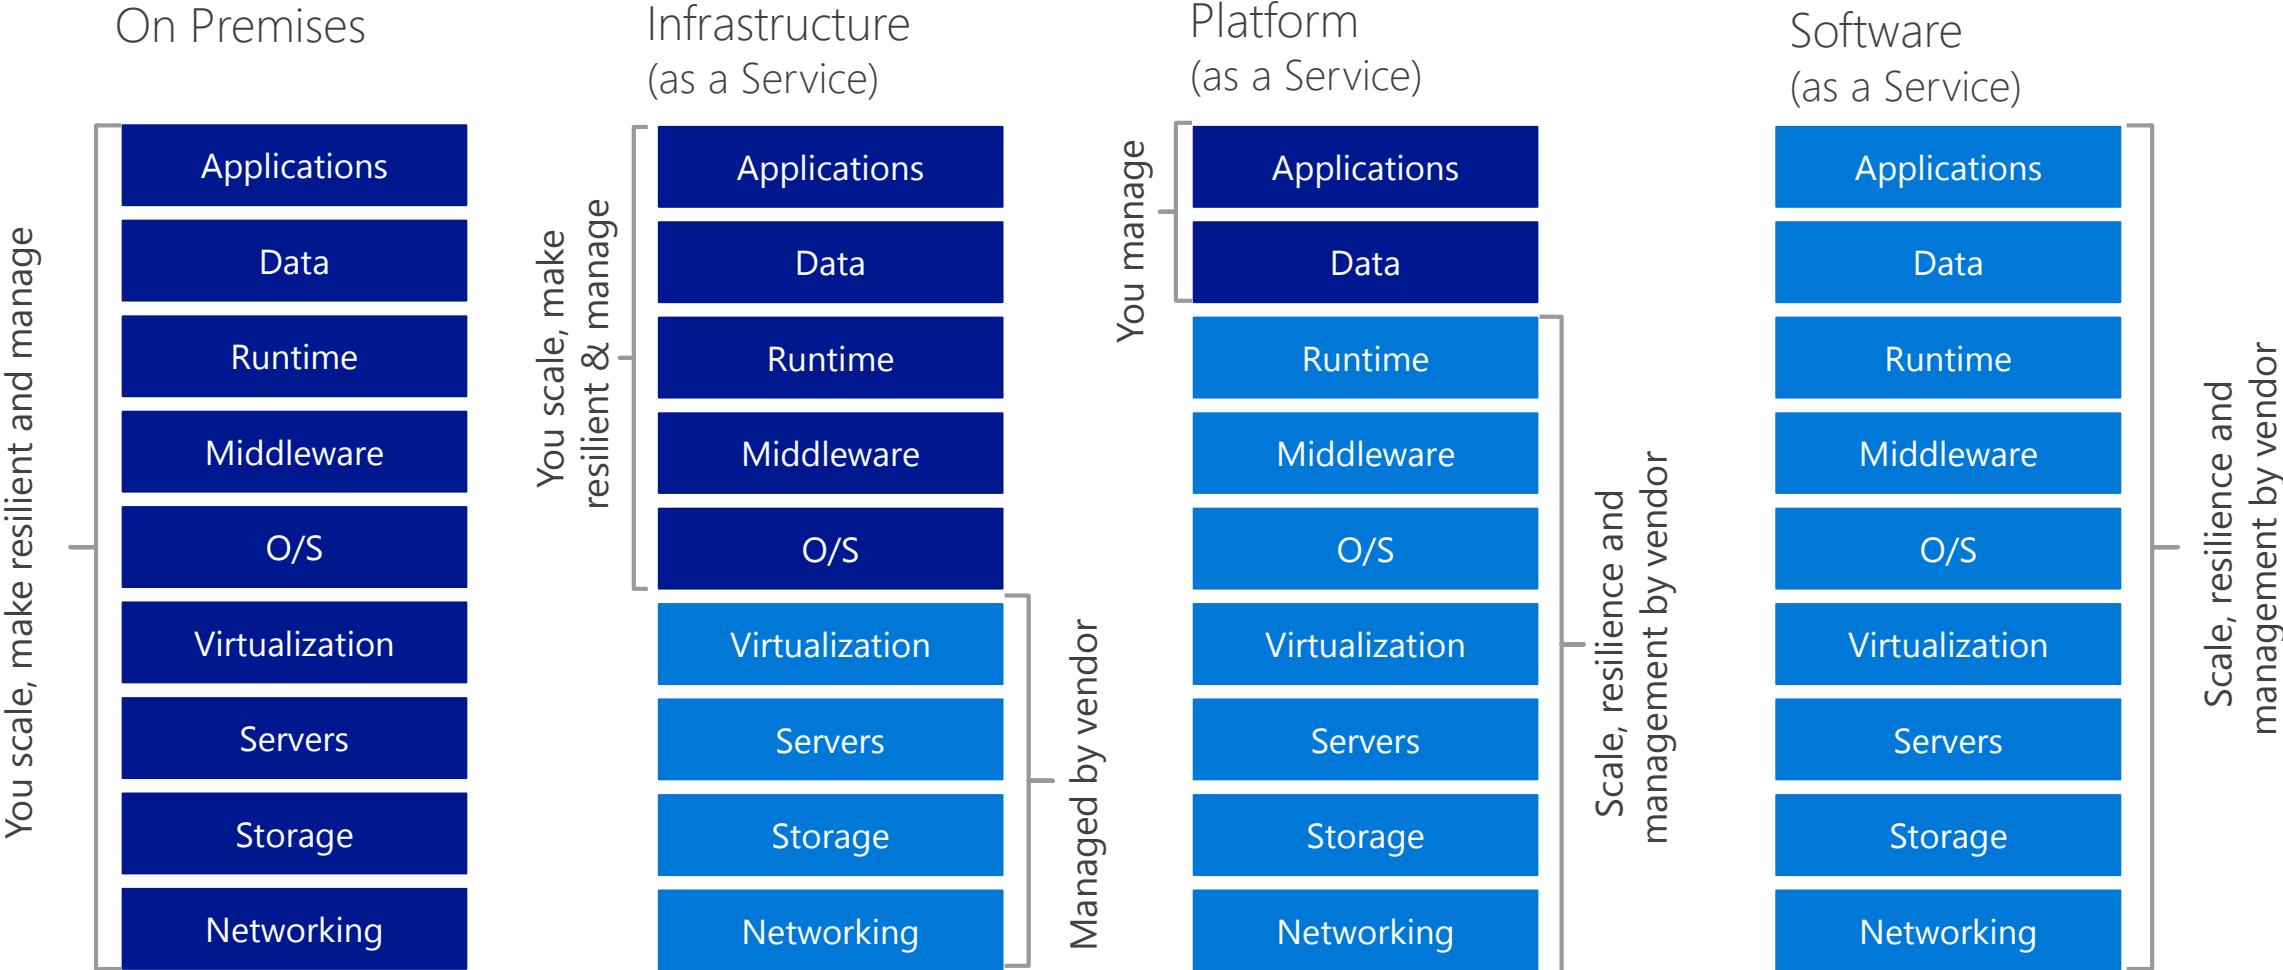 On Premises
You scale, make resilient and manage
Applications
Data
Runtime
Middleware
O/S
Virtualization
Servers
Storage
Networking
Infrastructure
(as a Service)
You scale, make
resilient & manage
Applications
Data
Runtime
Middleware
O/S
Virtualization
Servers
Storage
Networking
Managed by vendor
Platform
(as a Service)
You manage
Applications
Data
Runtime
Middleware
O/S
Virtualization
Servers
Storage
Networking
Scale, resilience and
management by vendor
Software
(as a Service)
Applications
Data
Runtime
Middleware
O/S
Virtualization
Servers
Storage
Networking
Scale, resilience and
management by vendor